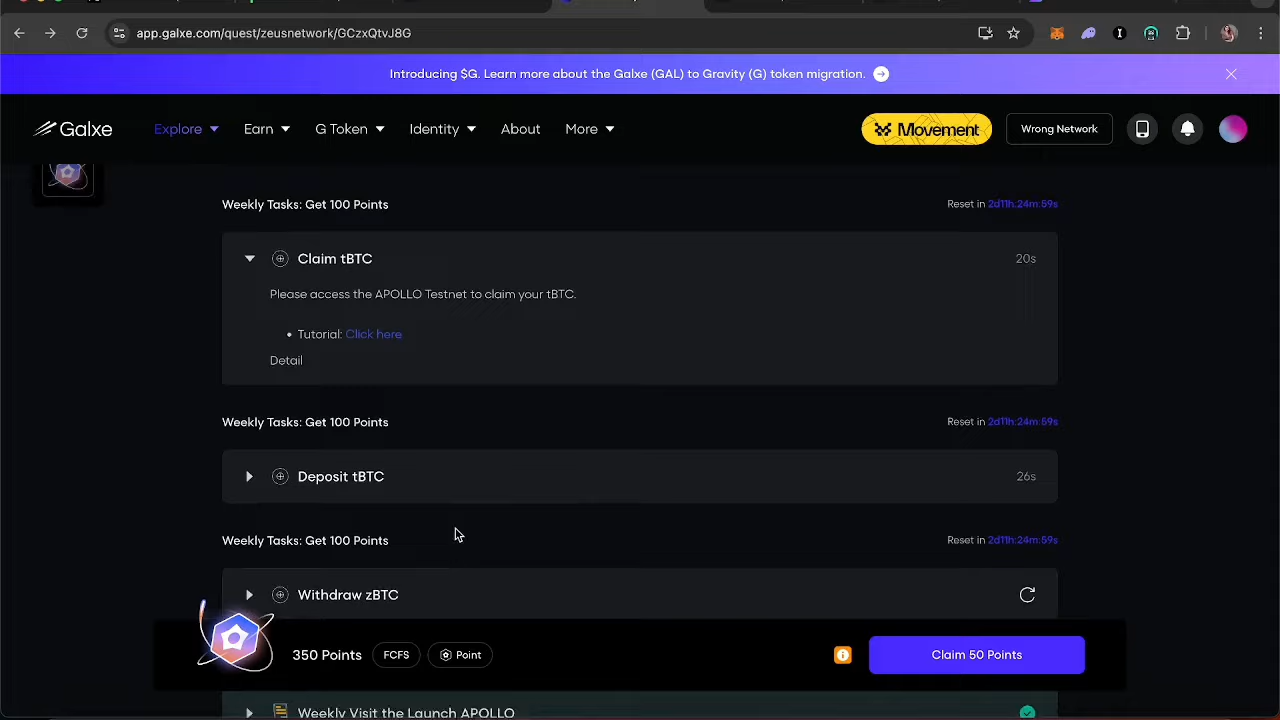 app.galxe.com/quest/zeusnetwork/GCzxQtvJ8G
Introducing $G. Learn more about the Galxe (GAL) to Gravity (G) token migration.
Galxe Explore Earn G Token Identity About More Movement Wrong Network
Weekly Tasks: Get 100 Points Reset in 2d11h:24m:59s
Claim tBTC 20s
Please access the APOLLO Testnet to claim your tBTC.
• Tutorial: Click here
Detail
Weekly Tasks: Get 100 Points Reset in 2d11h:24m:59s
Deposit tBTC 26s
Weekly Tasks: Get 100 Points Reset in 2d11h:24m:59s
Withdraw zBTC
350 Points FCFS Point Claim 50 Points
Weekly Visit the Launch APOLLO